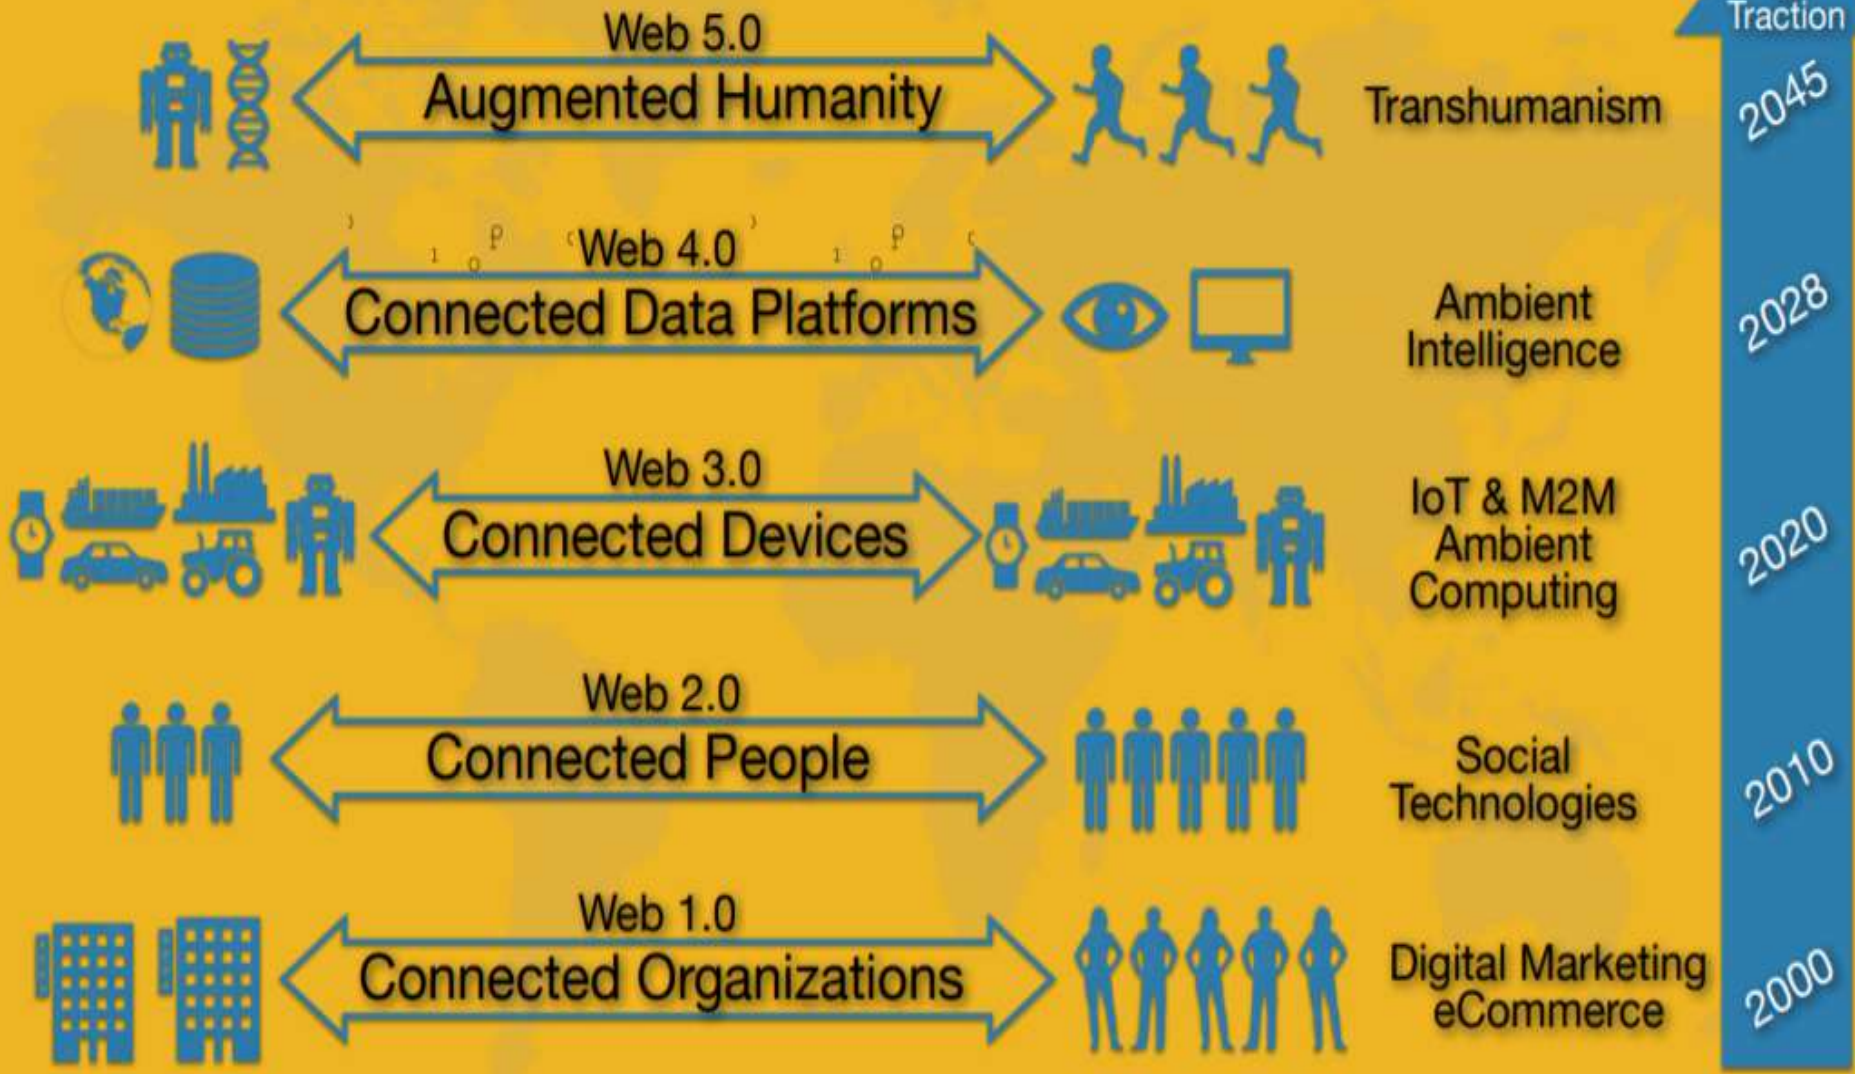 Traction
Web 5.0
Augmented Humanity
Transhumanism
2045
Web 4.0
Connected Data Platforms
Ambient
Intelligence
2028
Web 3.0
Connected Devices
IoT & M2M
Ambient
Computing
2020
Web 2.0
Connected People
Social
Technologies
2010
Web 1.0
Connected Organizations
Digital Marketing
eCommerce
2000